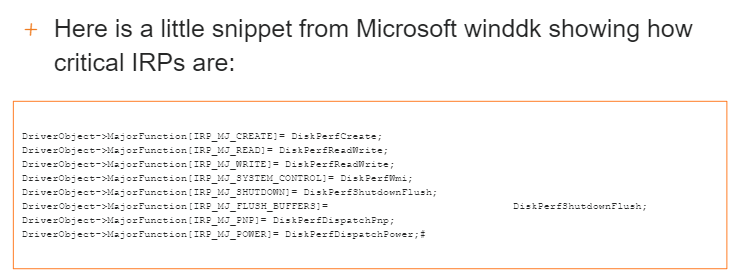 + Here is a little snippet from Microsoft winddk showing how
critical IRPs are:
DriverObject->MajorFunction[IRP_MJ_CREATE]= DiskPerfCreate;
DriverObject->MajorFunction[IRP_MJ_READ]= DiskPerfReadWrite;
DriverObject->MajorFunction[IRP_MJ_WRITE]= DiskPerfReadWrite;
DriverObject->MajorFunction[IRP_MJ_SYSTEM_CONTROL]= DiskPerfWmi;
DriverObject->MajorFunction[IRP_MJ_SHUTDOWN]= DiskPerfShutdownFlush;
DriverObject->MajorFunction[IRP_MJ_FLUSH_BUFFERS]= DiskPerfShutdownFlush;
DriverObject->MajorFunction[IRP_MJ_PNP]= DiskPerfDispatchPnp;
DriverObject->MajorFunction[IRP_MJ_POWER]= DiskPerfDispatchPower;#